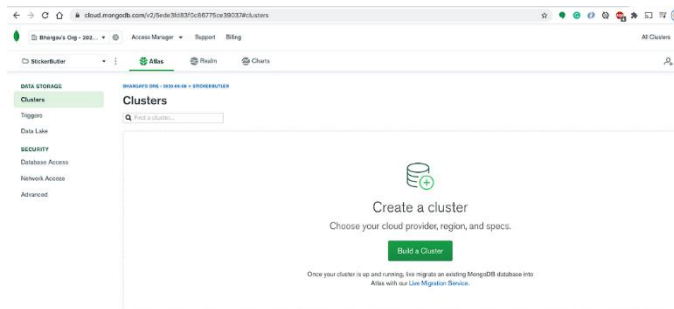 cloud.mongodb.com/v2/5ede3fd83f0c86775ce39037#clusters
Bhargav's Org - 202...
Access Manager
Support
Billing
All Clusters
StickerButler
Atlas
Realm
Charts
DATA STORAGE
Clusters
Triggers
Data Lake
SECURITY
Database Access
Network Access
Advanced
BHARGAV'S ORG - 2020-06-08 > STICKERBUTLER
Clusters
Find a cluster...
Create a cluster
Choose your cloud provider, region, and specs.
Build a Cluster
Once your cluster is up and running, live migrate an existing MongoDB database into
Atlas with our Live Migration Service.